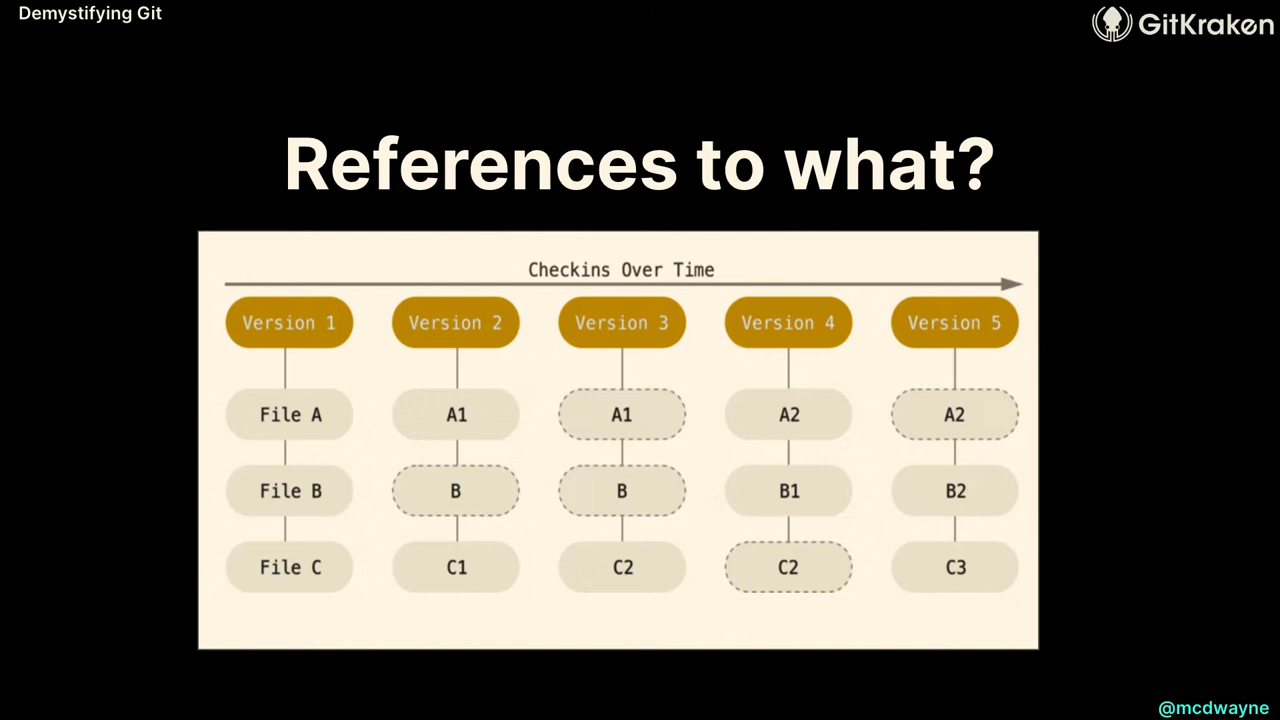 Demystifying Git
GitKraken
References to what?
Checkins Over Time
Version 1 Version 2 Version 3 Version 4 Version 5
File A A1 A1 A2 A2
File B B B B1 B2
File C C1 C2 C2 C3
@mcdwayne